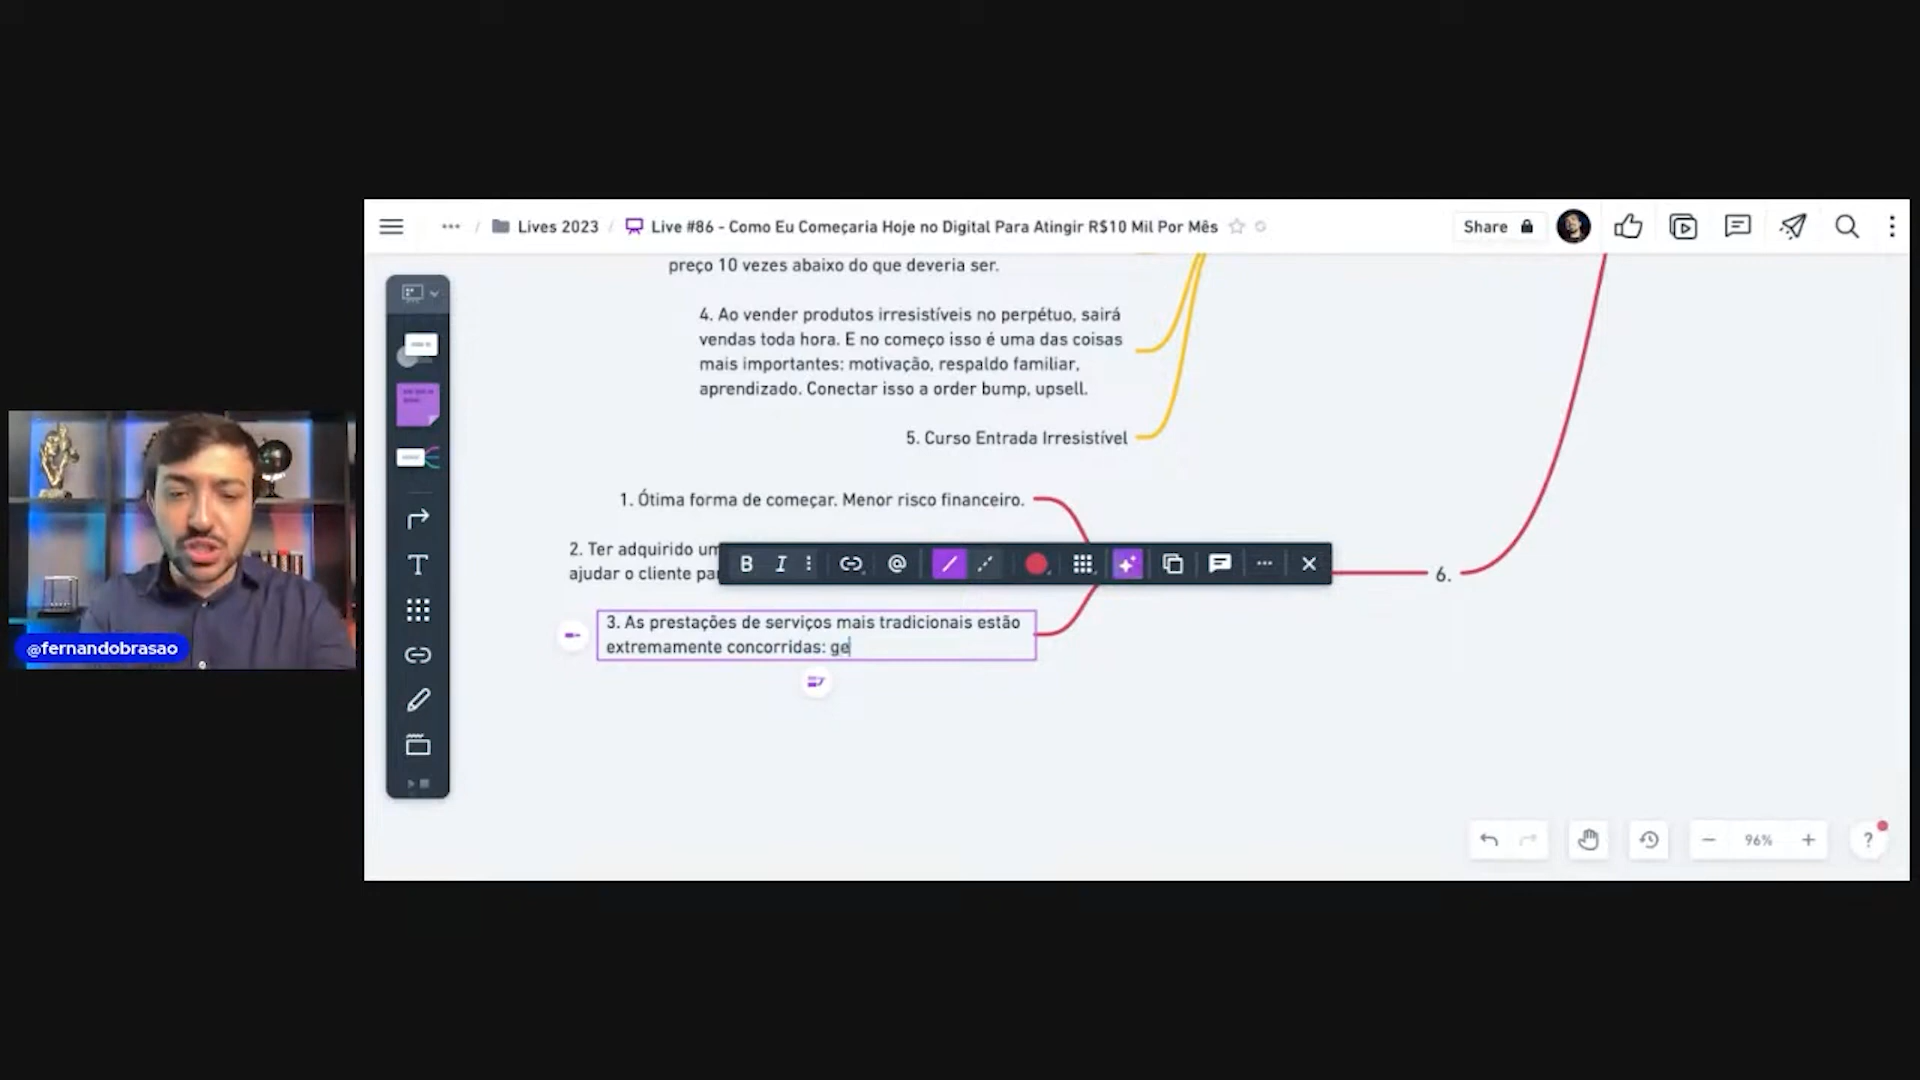 Lives 2023 / Live #86 - Como Eu Começaria Hoje no Digital Para Atingir R$10 Mil Por Mês
Share
preço 10 vezes abaixo do que deveria ser.
4. Ao vender produtos irresistíveis no perpétuo, sairá
vendas toda hora. E no começo isso é uma das coisas
mais importantes: motivação, respaldo familiar,
aprendizado. Conectar isso a order bump, upsell.
5. Curso Entrada Irresistível
1. Ótima forma de começar. Menor risco financeiro.
2. Ter adquirido um
ajudar o cliente pa
B I @
6.
3. As prestações de serviços mais tradicionais estão
extremamente concorridas: ge
@fernandobrasao
T
96%
?